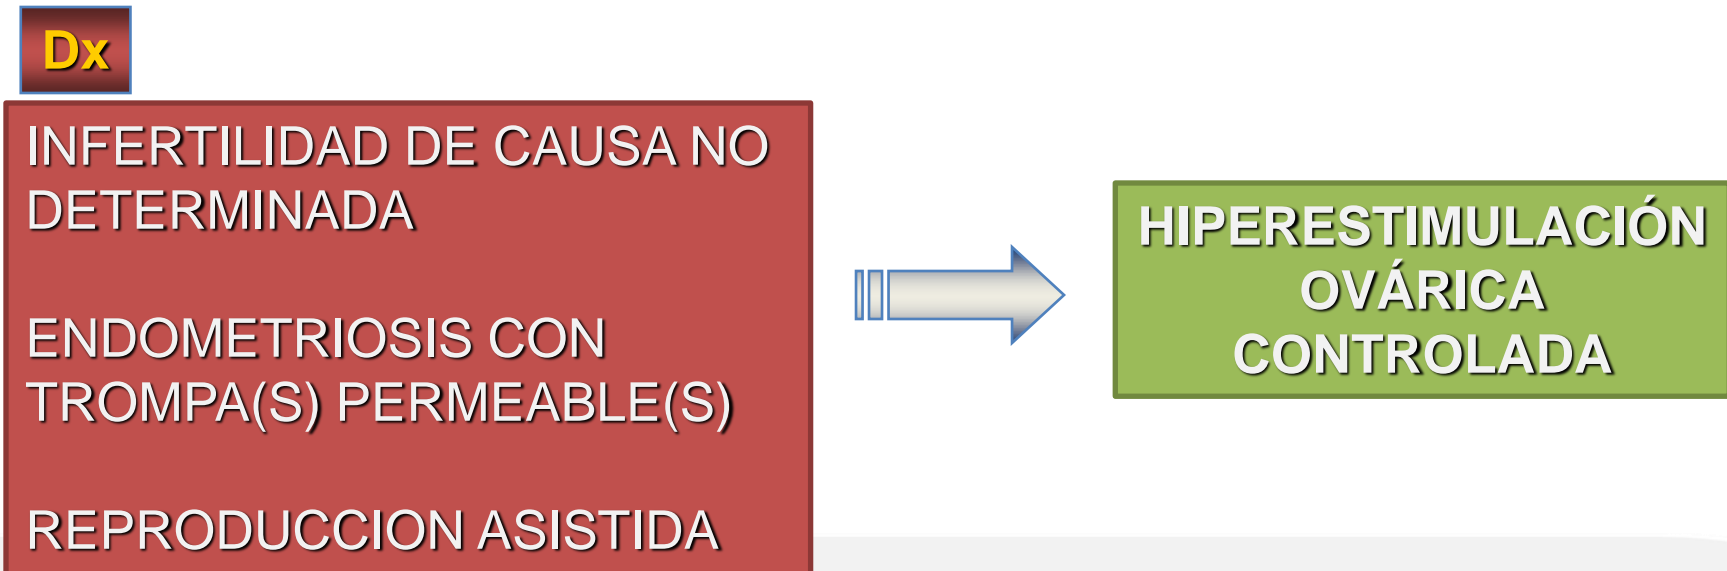 Dx
INFERTILIDAD DE CAUSA NO
DETERMINADA
ENDOMETRIOSIS CON
TROMPA(S) PERMEABLE(S)
REPRODUCCION ASISTIDA
HIPERESTIMULACIÓN
OVÁRICA
CONTROLADA